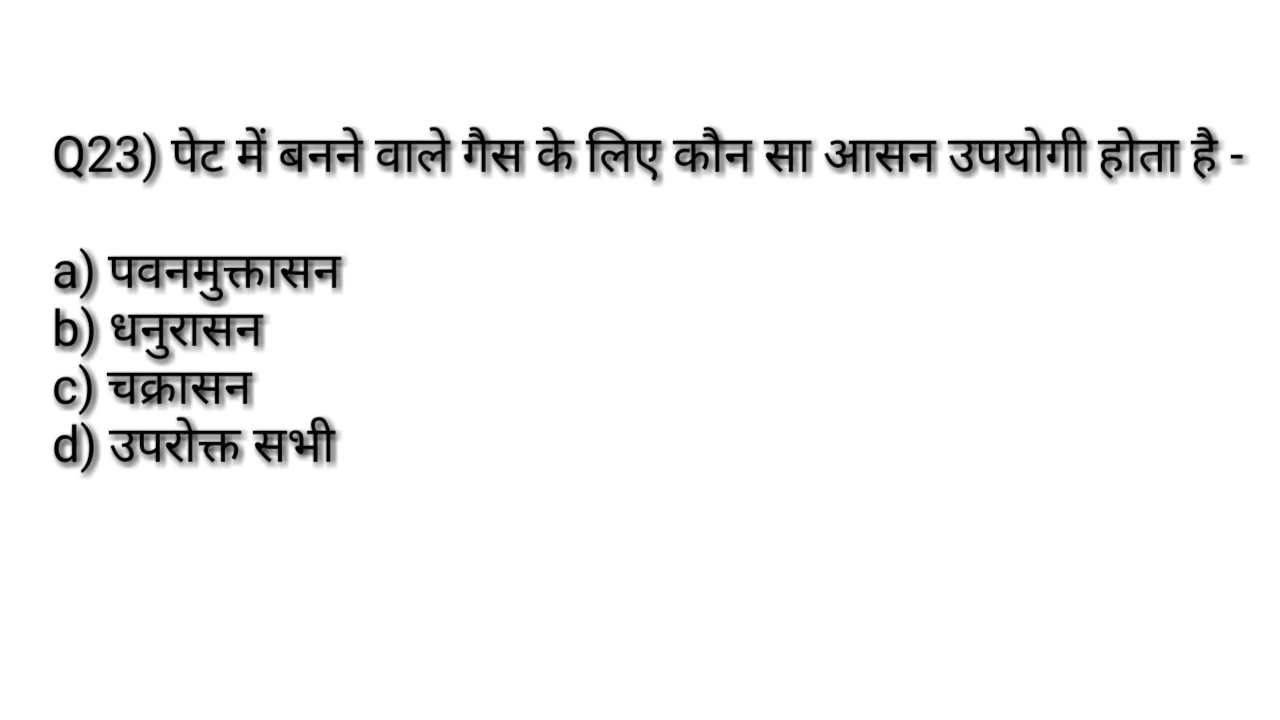 Q23) पेट में बनने वाले गैस के लिए कौन सा आसन उपयोगी होता है -
a) पवनमुक्तासन
b) धनुरासन
c) चक्रासन
d) उपरोक्त सभी